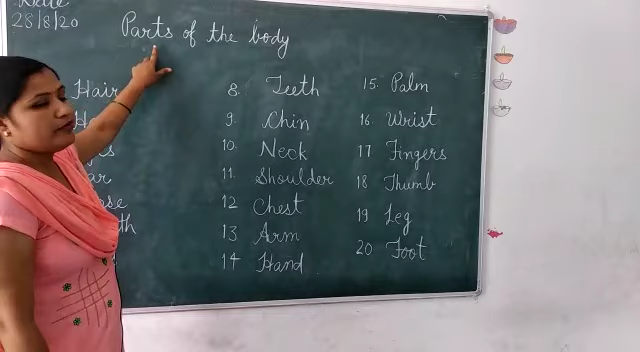 Date
28/8/20
Parts of the body
Hair
8. Teeth
9. Chin
10. Neck
11. Shoulder
12 Chest
13 Arm
14 Hand
15. Palm
16. Wrist
17 Fingers
18 Thumb
19 Leg
20 Foot